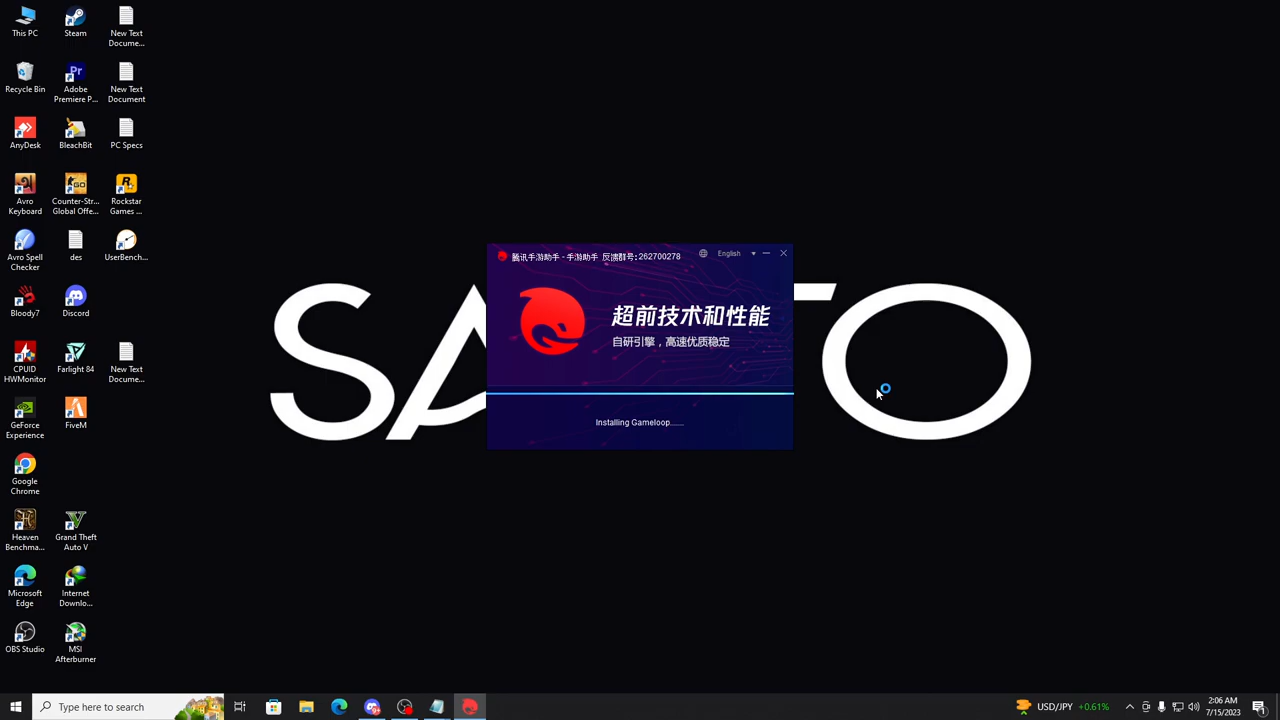 This PC
Steam
New Text
Docume...
Recycle Bin
Adobe
Premiere P...
New Text
Document
AnyDesk
BleachBit
PC Specs
Avro
Keyboard
Counter-Str...
Global Offe...
Rockstar
Games ...
Avro Spell
Checker
des
UserBench...
Bloody7
Discord
CPUID
HWMonitor
Farlight 84
New Text
Docume...
GeForce
Experience
FiveM
Google
Chrome
Heaven
Benchma...
Grand Theft
Auto V
Microsoft
Edge
Internet
Downlo...
OBS Studio
MSI
Afterburner
SA
TO
腾讯手游助手 - 手游助手 反馈群号:262700278
English
超前技术和性能
自研引擎，高速优质稳定
Installing Gameloop......
Type here to search
USD/JPY +0.61%
2:06 AM
7/15/2023